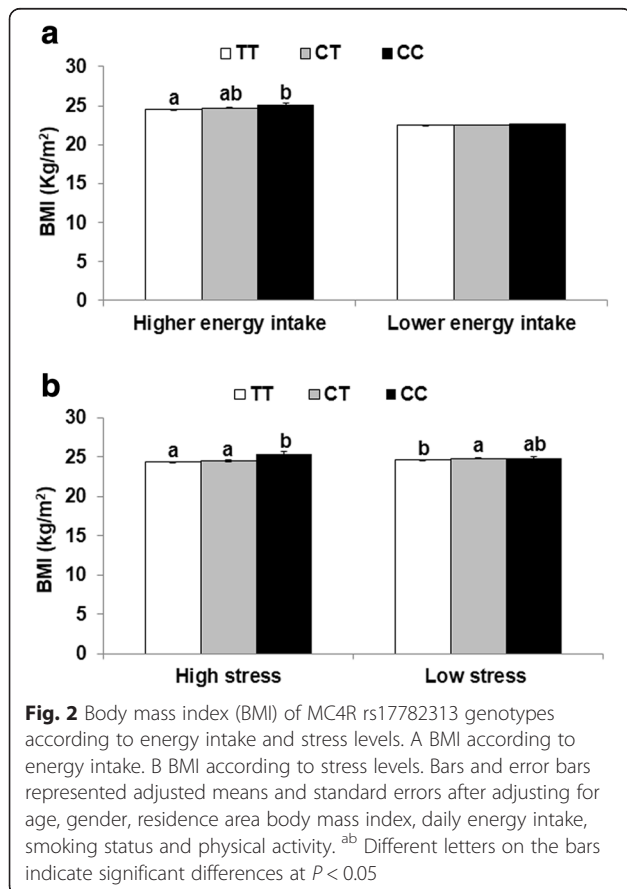 a
TT CT CC
30
25
20
15
10
5
0
BMI (Kg/m²)
a ab b
Higher energy intake Lower energy intake
b
TT CT CC
30
25
20
15
10
5
0
BMI (kg/m²)
a a b b a ab
High stress Low stress
Fig. 2 Body mass index (BMI) of MC4R rs17782313 genotypes
according to energy intake and stress levels. A BMI according to
energy intake. B BMI according to stress levels. Bars and error bars
represented adjusted means and standard errors after adjusting for
age, gender, residence area body mass index, daily energy intake,
smoking status and physical activity. ᵃᵇ Different letters on the bars
indicate significant differences at P < 0.05